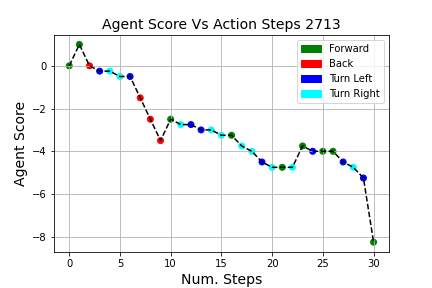 Agent Score Vs Action Steps 2713
Forward
Back
Turn Left
Turn Right
Agent Score
0
−2
−4
−6
−8
0 5 10 15 20 25 30
Num. Steps